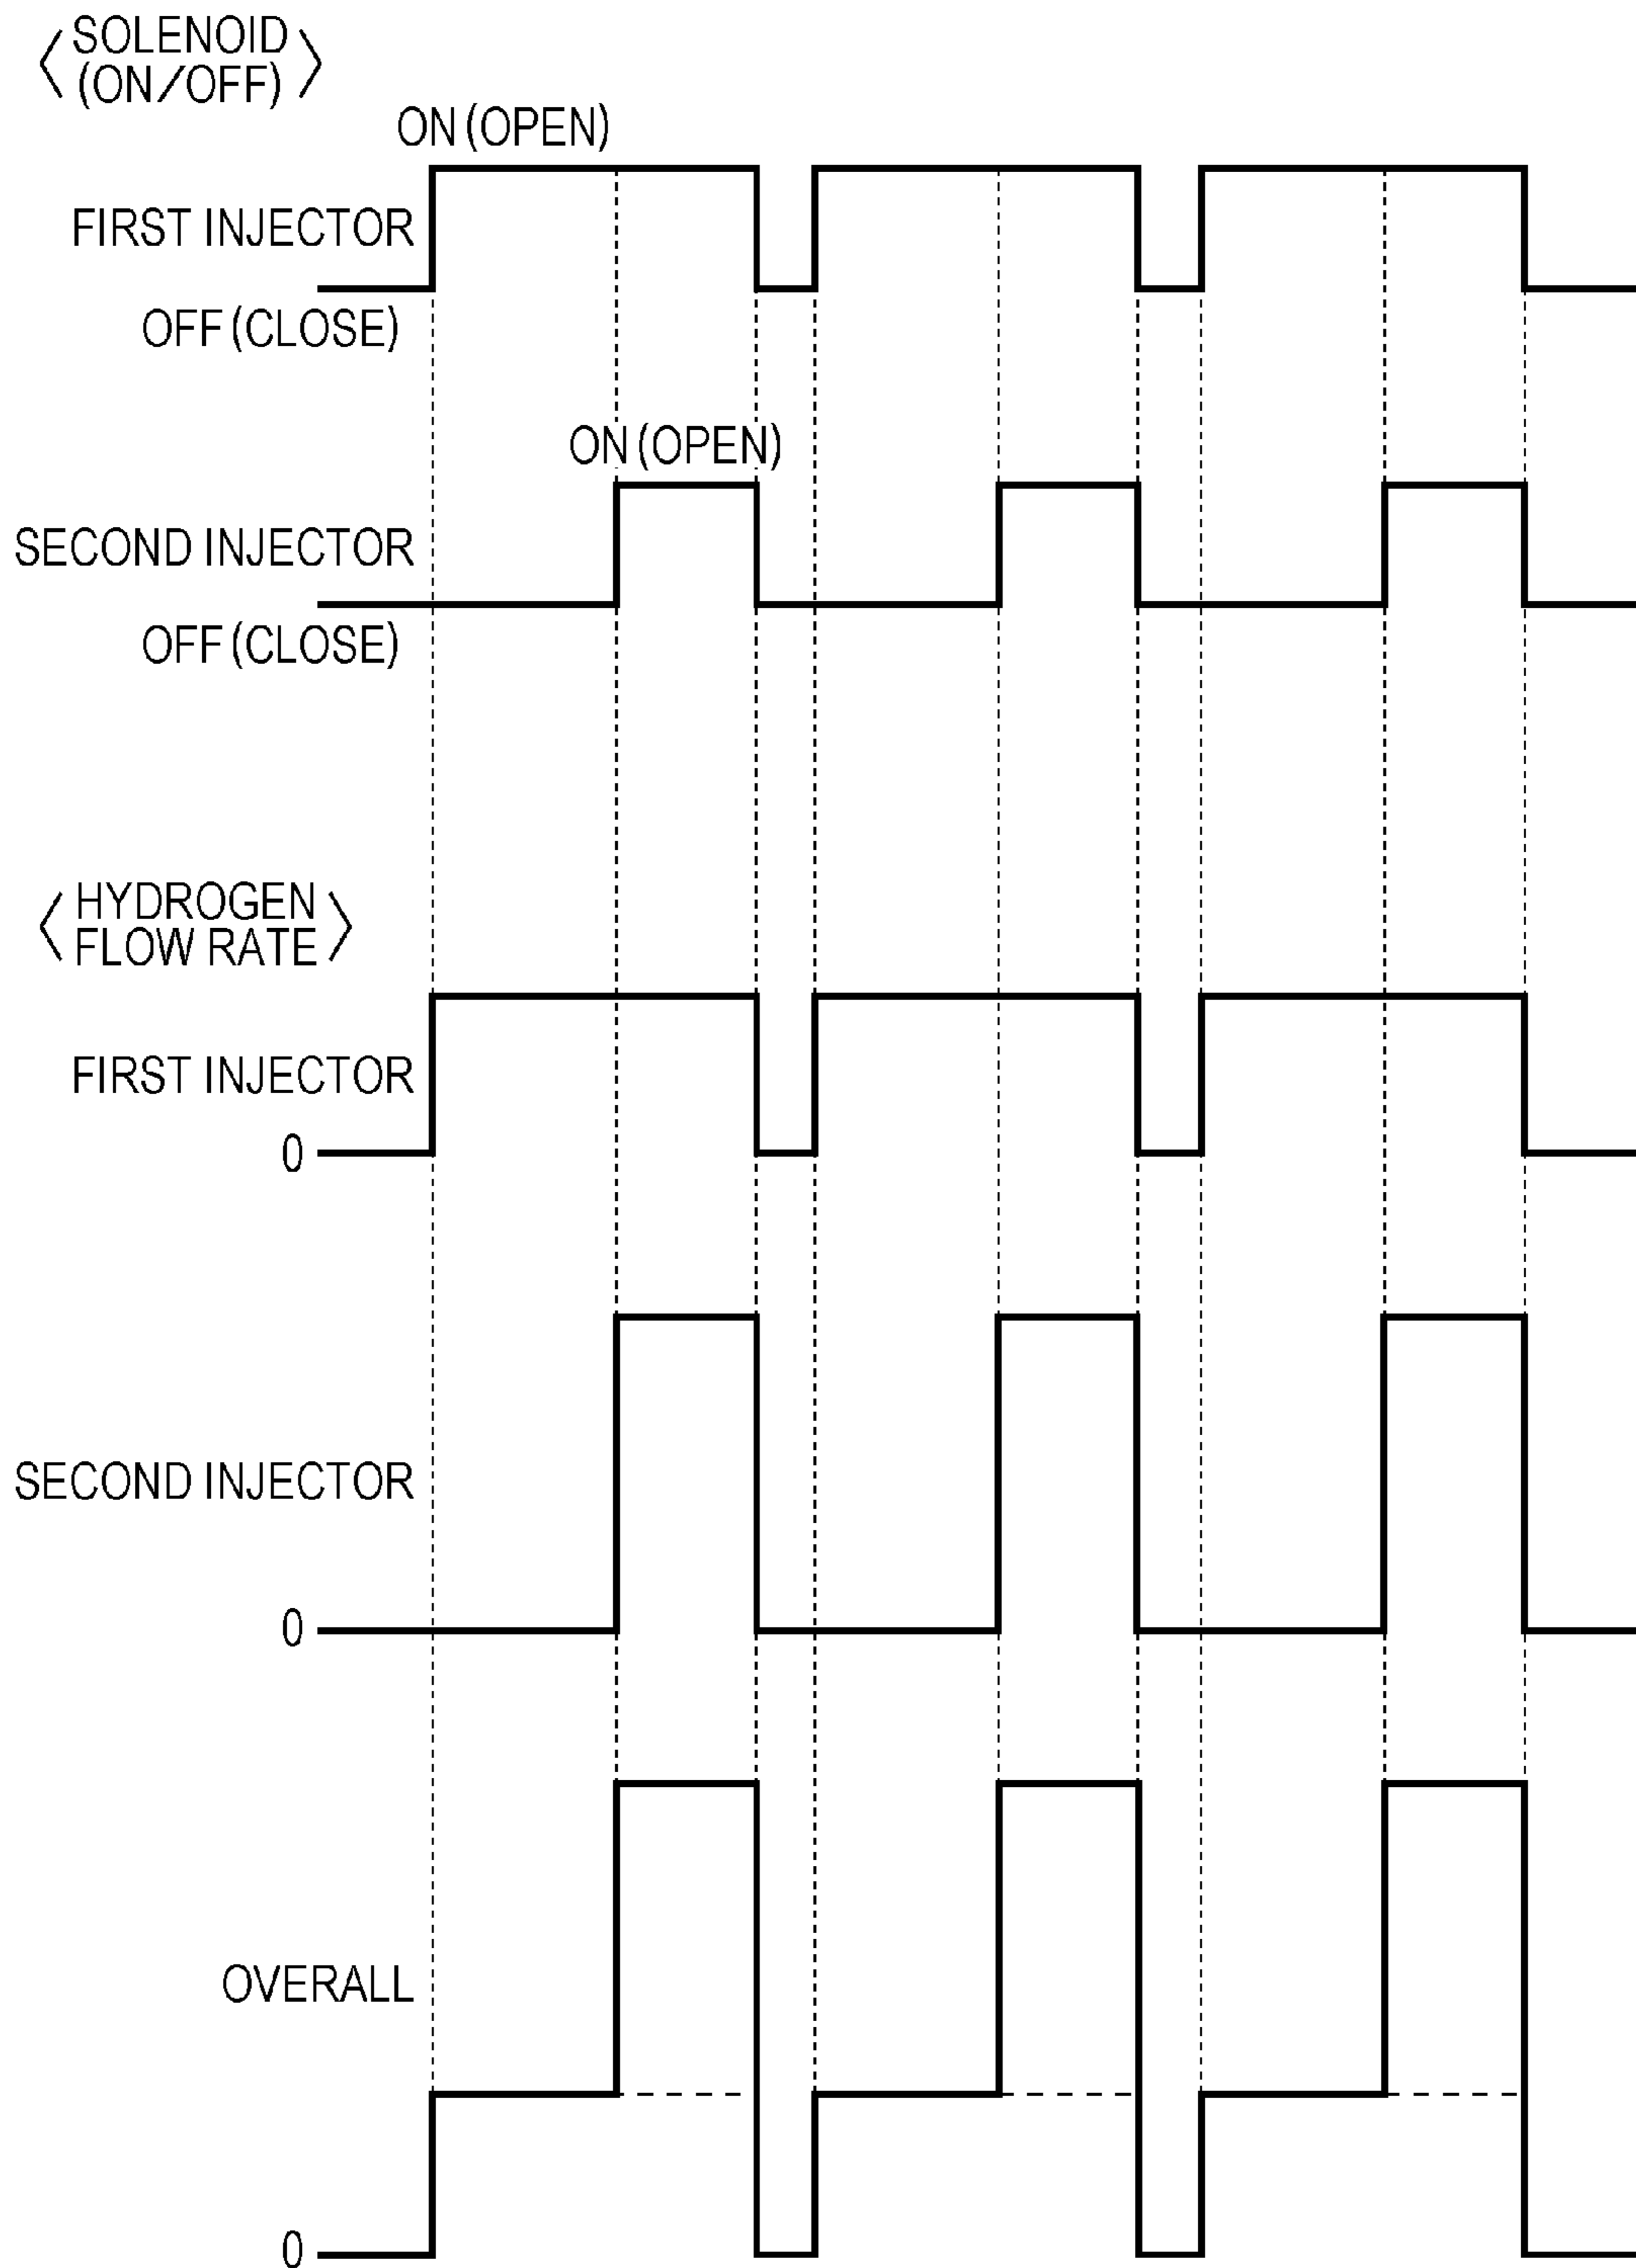 SOLENOID
(ON/OFF)
ON (OPEN)
FIRST INJECTOR
OFF (CLOSE)
ON (OPEN)
SECOND INJECTOR
OFF (CLOSE)
HYDROGEN
FLOW RATE
FIRST INJECTOR
0
SECOND INJECTOR
0
OVERALL
0